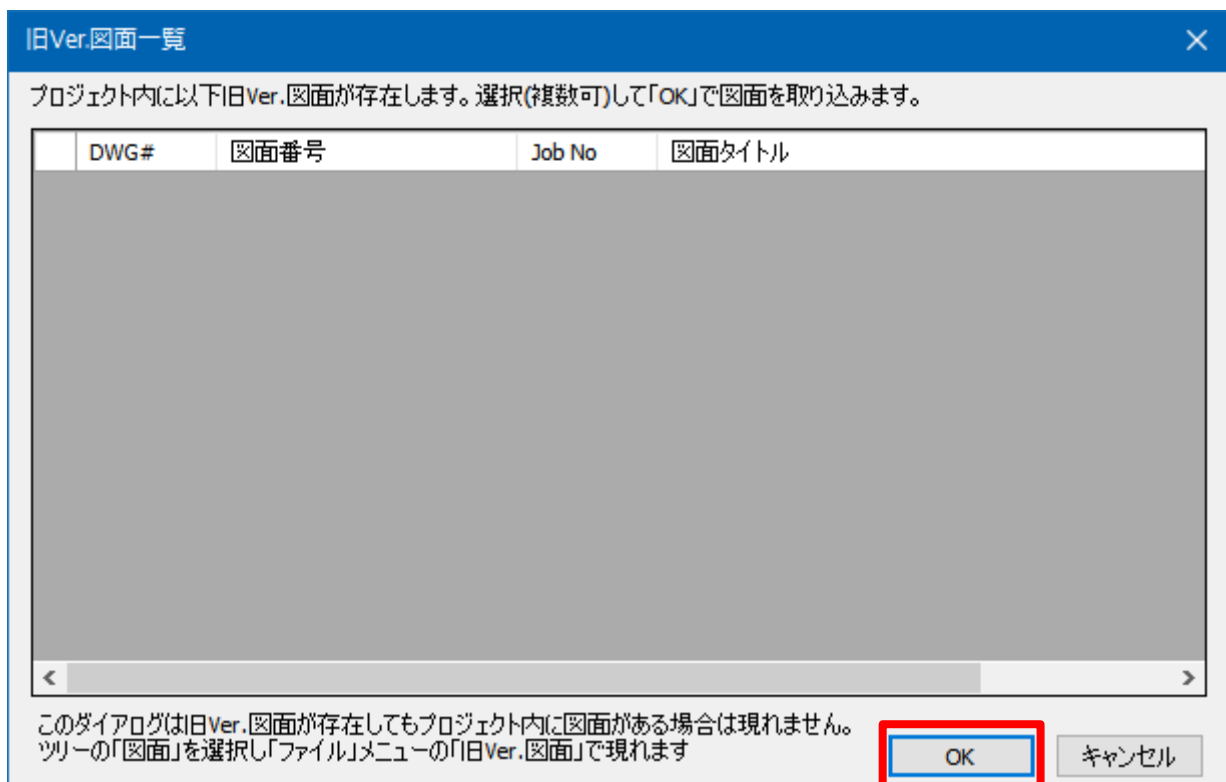 旧Ver.図面一覧
プロジェクト内に以下旧Ver.図面が存在します。選択(複数可)して「OK」で図面を取り込みます。
DWG# 図面番号 Job No 図面タイトル
このダイアログは旧Ver.図面が存在してもプロジェクト内に図面がある場合は現れません。
ツリーの「図面」を選択し「ファイル」メニューの「旧Ver.図面」で現れます
OK キャンセル